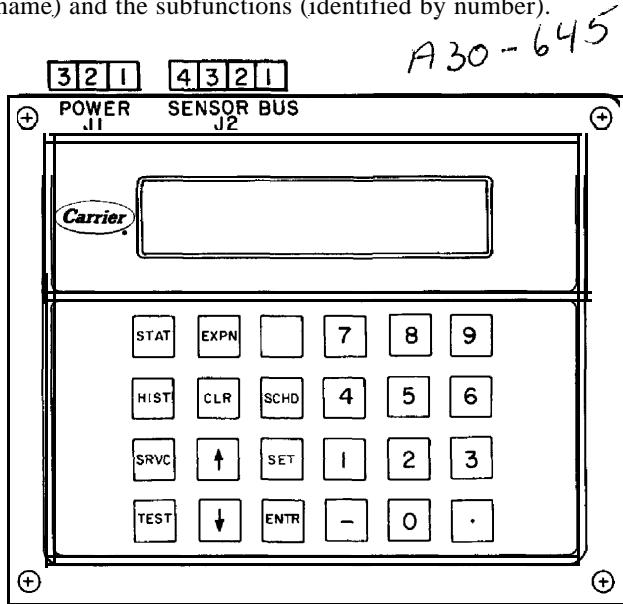 name) and the subfunctions (identified by number).
A30-645
3 2 1 4 3 2 1
POWER SENSOR BUS
J1 J2
Carrier
STAT EXPN 7 8 9
HIST CLR SCHD 4 5 6
SRVC ↑ SET 1 2 3
TEST ↓ ENTR - 0 .